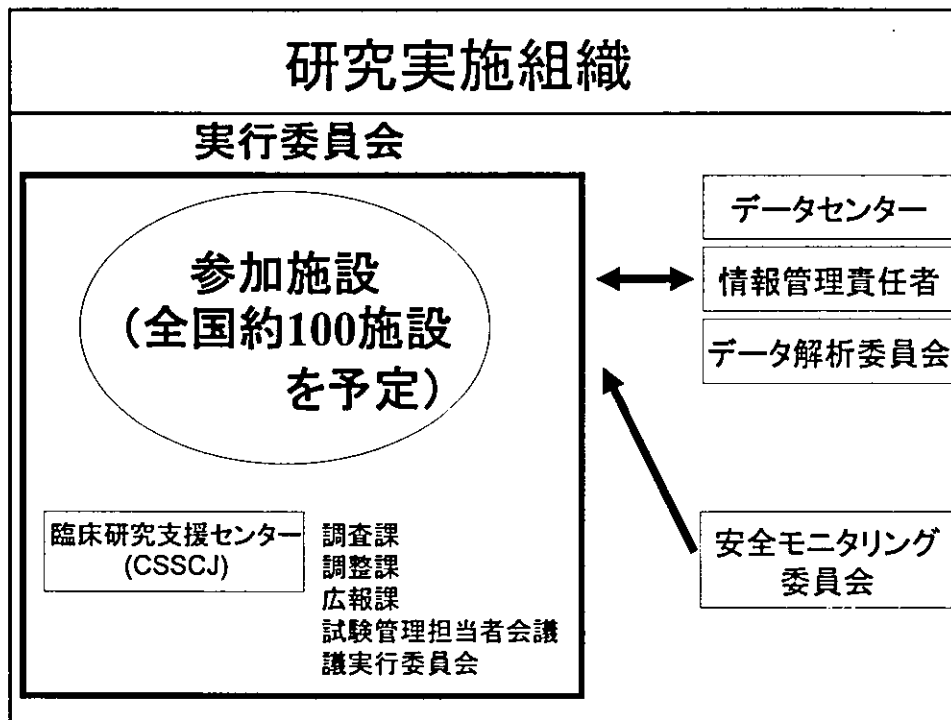 研究実施組織
実行委員会
参加施設
(全国約100施設
を予定)
臨床研究支援センター
(CSSCJ)
調査課
調整課
広報課
試験管理担当者会議
議実行委員会
データセンター
情報管理責任者
データ解析委員会
安全モニタリング
委員会